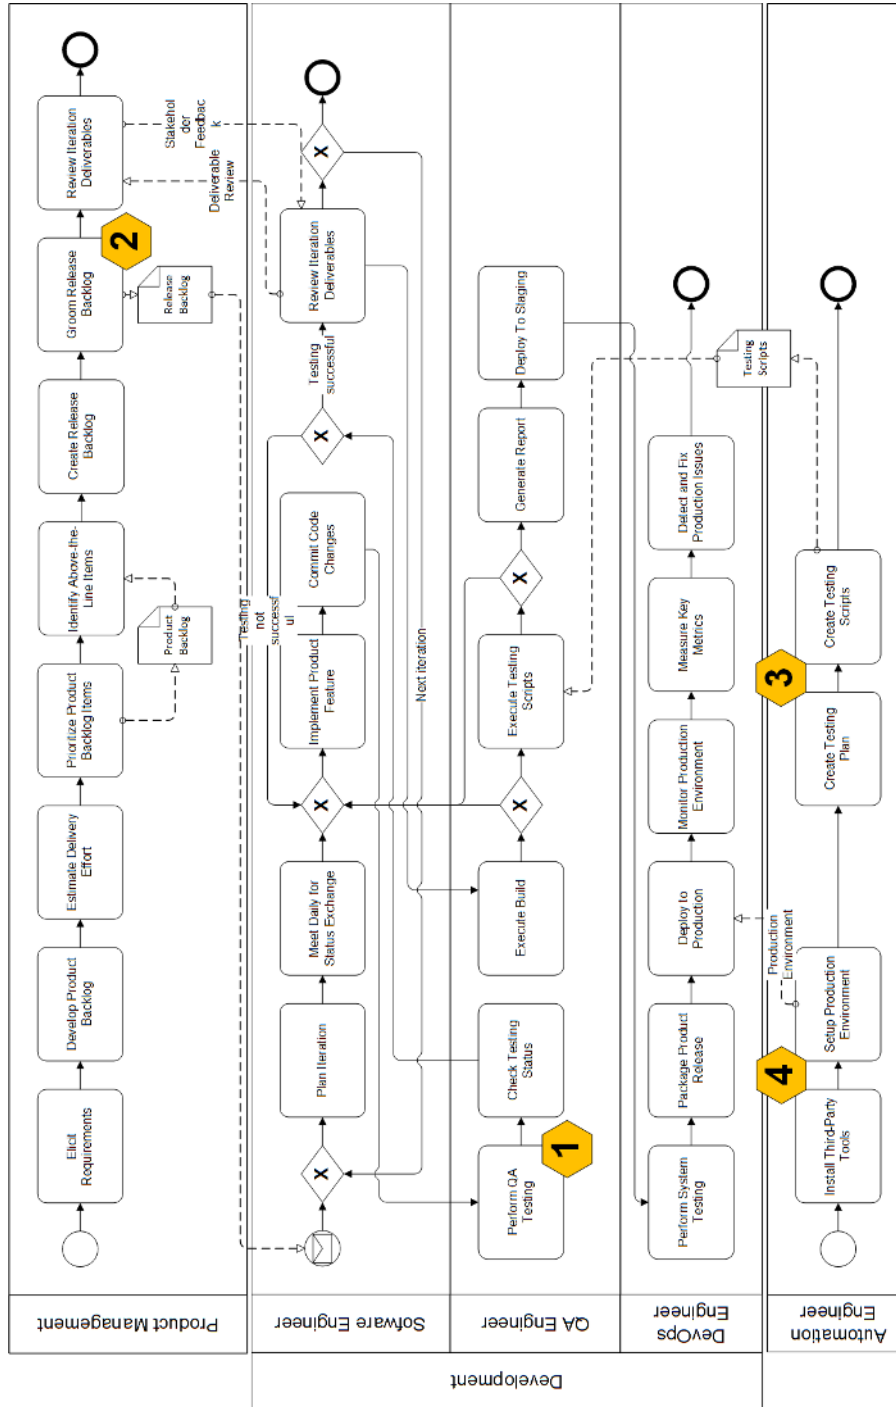 Product Management
Elicit
Requirements
Develop Product
Backlog
Estimate Delivery
Effort
Prioritize Product
Backlog Items
Product
Backlog
Identify Above-the-
Line Items
Create Release
Backlog
Groom Release
Backlog
2
Release
Backlog
Review Iteration
Deliverables
Stakehol
der
Feedbac
k
Deliverable
Review
Development
Sofware Engineer
X
Plan Iteration
Meet Daily for
Status Exchange
X
Implement Product
Feature
Commit Code
Changes
Testing
not
successf
ul
X
Testing
successful
Review Iteration
Deliverables
X
Next iteration
QA Engineer
Perform QA
Testing
1
Check Testing
Status
Execute Build
X
Execute Testing
Scripts
X
Generate Report
Deploy To Staging
DevOps
Engineer
Perform System
Testing
Package Product
Release
Deploy to
Production
Monitor Production
Environment
Measure Key
Metrics
Detect and Fix
Production Issues
Testing
Scripts
Automation
Engineer
Install Third-Party
Tools
4
Setup Production
Environment
Production
Environment
Create Testing
Plan
3
Create Testing
Scripts